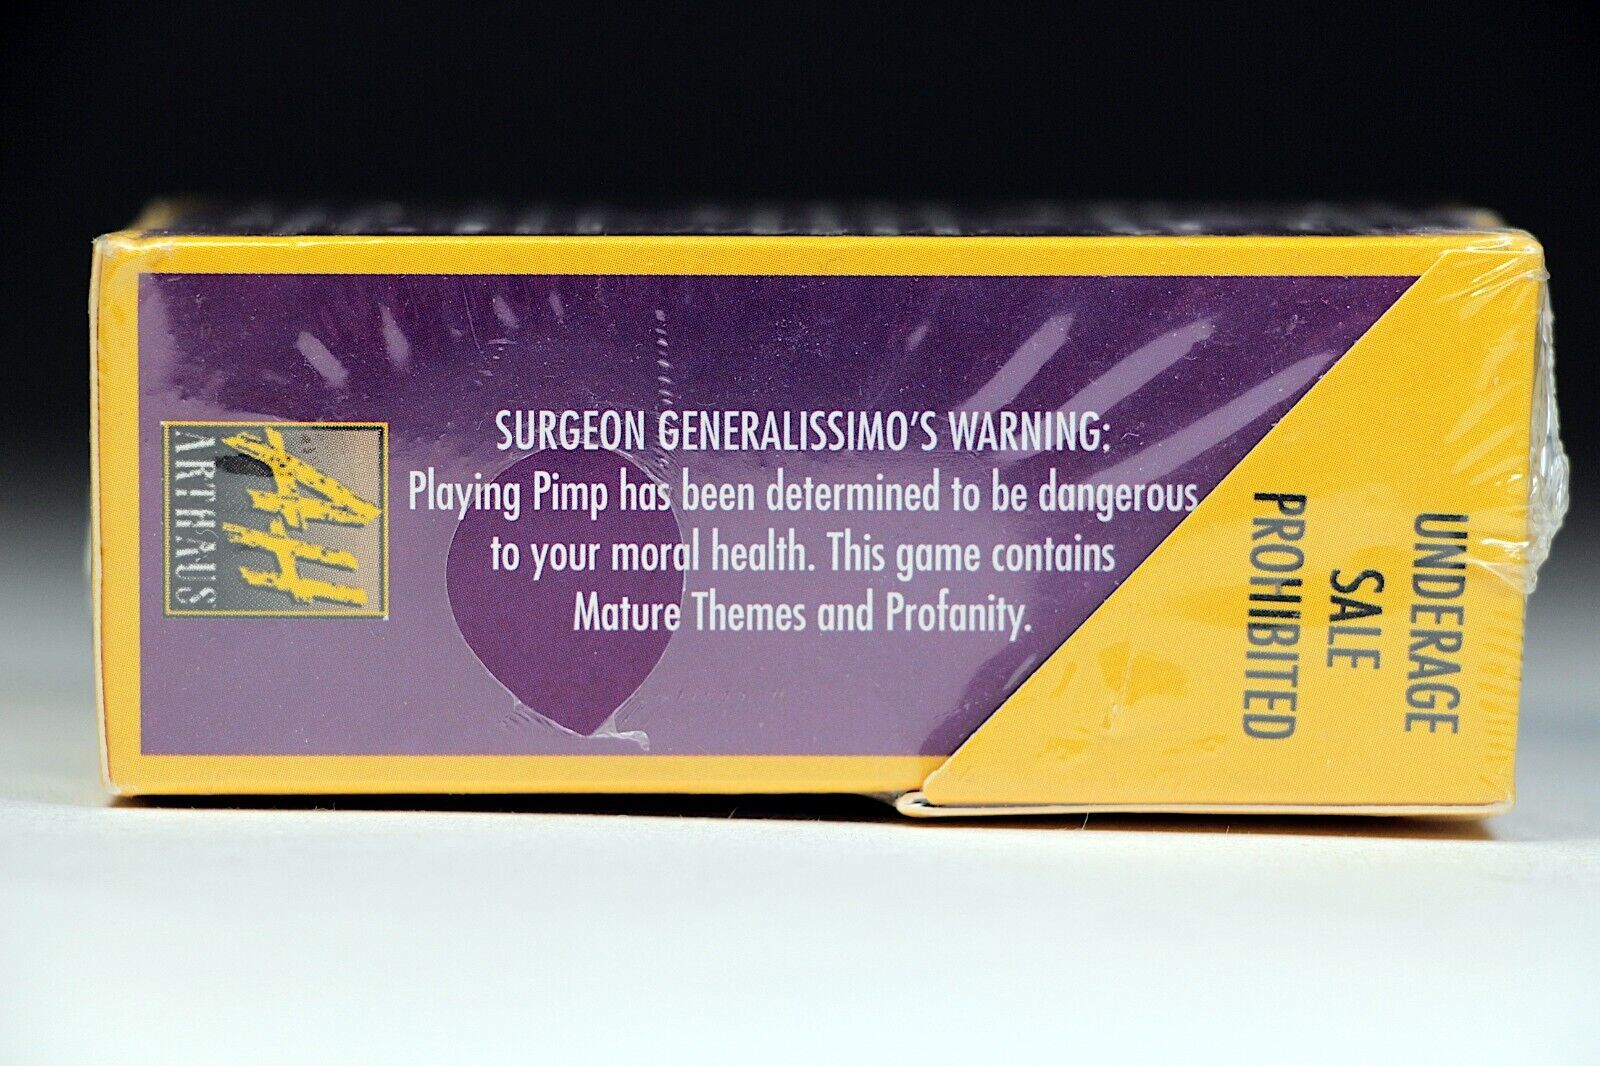 SURGEON GENERALISSIMO'S WARNING:
Playing Pimp has been determined to be dangerous
to your moral health. This game contains
Mature Themes and Profanity.
ARTHAUS
UNDERAGE
SALE
PROHIBITED